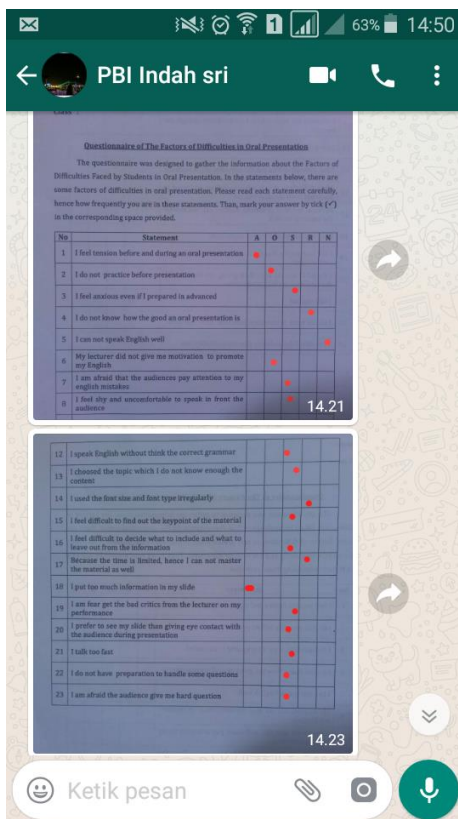 63% 14:50
PBI Indah sri
Class
Questionnaire of The Factors of Difficulties in Oral Presentation
The questionnaire was designed to gather the information about the Factors of
Difficulties Faced by Students in Oral Presentation. In the statements below, there are
some factors of difficulties in oral presentation. Please read each statement carefully,
hence how frequently you are in these statements. Than, mark your answer by tick (✓)
in the corresponding space provided.
No Statement A O S R N
1 I feel tension before and during an oral presentation
2 I do not practice before presentation
3 I feel anxious even if I prepared in advanced
4 I do not know how the good an oral presentation is
5 I can not speak English well
6 My lecturer did not give me motivation to promote
my English
7 I am afraid that the audiences pay attention to my
english mistakes
8 I feel shy and uncomfortable to speak in front the
audience
14.21
12 I speak English without think the correct grammar
13 I choosed the topic which I do not know enough the
content
14 I used the font size and font type irregularly
15 I feel difficult to find out the keypoint of the material
16 I feel difficult to decide what to include and what to
leave out from the information
17 Because the time is limited, hence I can not master
the material as well
18 I put too much information in my slide
19 I am fear get the bad critics from the lecturer on my
performance
20 I prefer to see my slide than giving eye contact with
the audience during presentation
21 I talk too fast
22 I do not have preparation to handle some questions
23 I am afraid the audience give me hard question
14.23
Ketik pesan